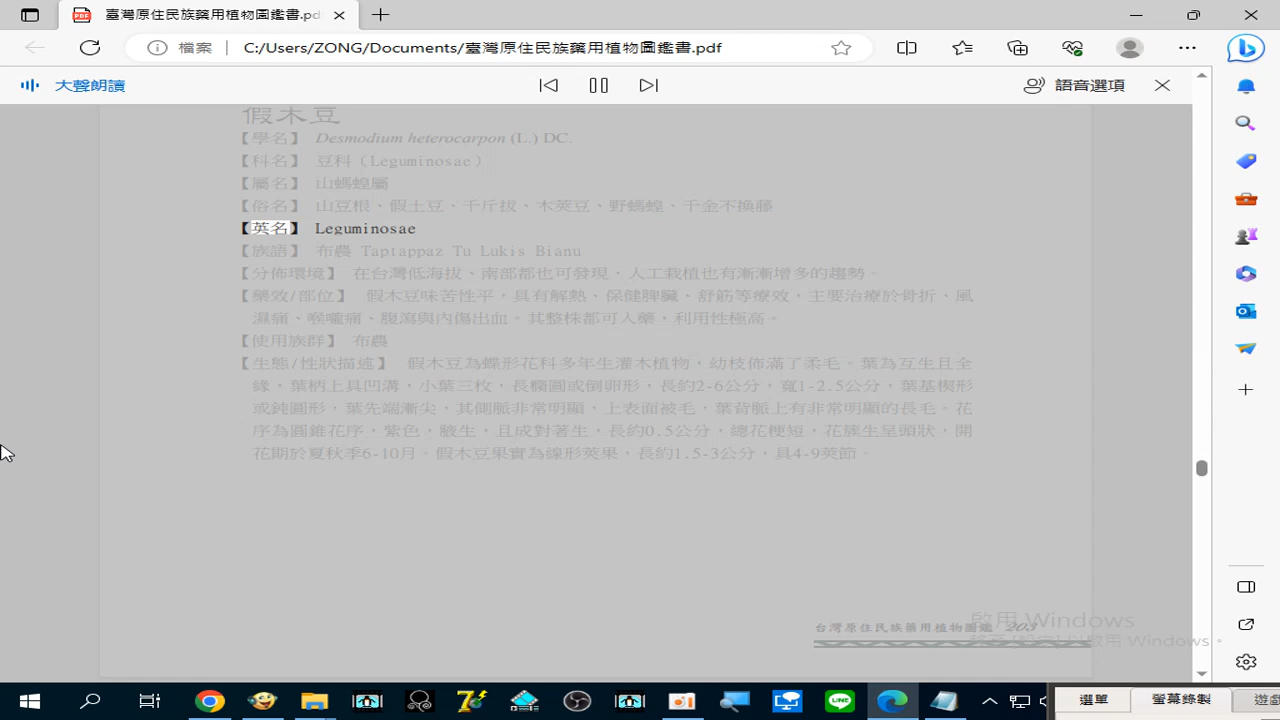 臺灣原住民族藥用植物圖鑑書.pd
檔案 C:/Users/ZONG/Documents/臺灣原住民族藥用植物圖鑑書.pdf
大聲朗讀
語音選項
假木豆
【學名】 Desmodium heterocarpon (L.) DC.
【科名】 豆科（Leguminosae）
【屬名】 山螞蝗屬
【俗名】 山豆根、假土豆、千斤拔、木莢豆、野螞蝗、千金不換藤
【英名】 Leguminosae
【族語】 布農 Taptappaz Tu Lukis Bianu
【分佈環境】 在台灣低海拔、南部都也可發現，人工栽植也有漸漸增多的趨勢。
【藥效/部位】 假木豆味苦性平，具有解熱、保健脾臟、舒筋等療效，主要治療於骨折、風
濕痛、喉嚨痛、腹瀉與內傷出血。其整株都可入藥，利用性極高。
【使用族群】 布農
【生態/性狀描述】 假木豆為蝶形花科多年生灌木植物，幼枝佈滿了柔毛。葉為互生且全
緣，葉柄上具凹溝，小葉三枚，長橢圓或倒卵形，長約2-6公分，寬1-2.5公分，葉基楔形
或鈍圓形，葉先端漸尖，其側脈非常明顯，上表面被毛，葉背脈上有非常明顯的長毛。花
序為圓錐花序，紫色，腋生，且成對著生，長約0.5公分，總花梗短，花簇生呈頭狀，開
花期於夏秋季6-10月。假木豆果實為線形莢果，長約1.5-3公分，具4-9莢節。
台灣原住民族藥用植物圖鑑 203
啟用 Windows
移至 [設定] 以啟用 Windows。
選單 螢幕錄製 遊戲